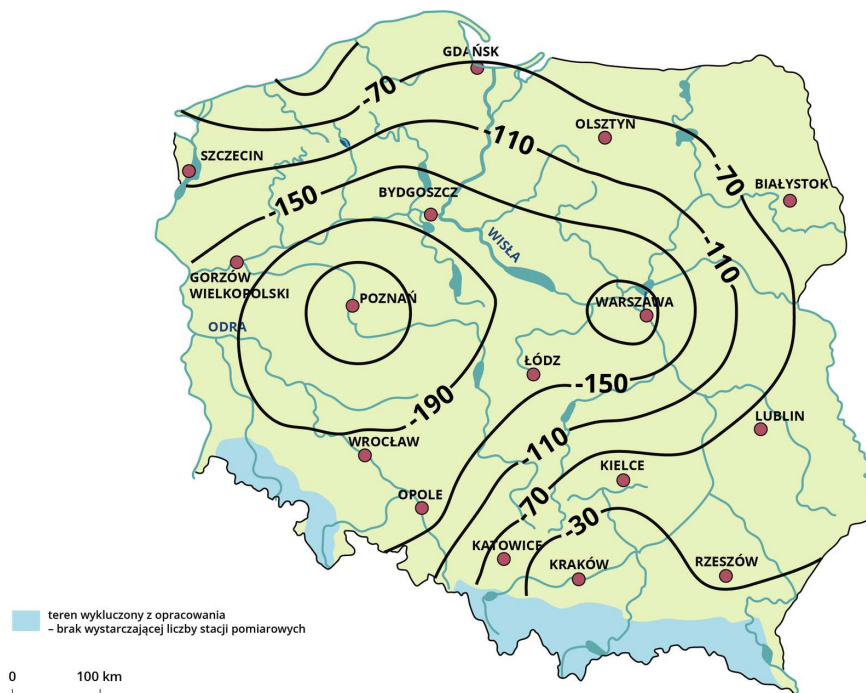 GDAŃSK
-70
OLSZTYN
-110
SZCZECIN
-70
BIAŁYSTOK
BYDGOSZCZ
-150
WISŁA
-110
GORZÓW
WIELKOPOLSKI
POZNAŃ
WARSZAWA
ODRA
ŁÓDZ
-150
-190
LUBLIN
WROCŁAW
-110
KIELCE
OPOLE
-70
-30
KATOWICE
KRAKÓW
RZESZÓW
teren wykluczony z opracowania
– brak wystarczającej liczby stacji pomiarowych
0 100 km